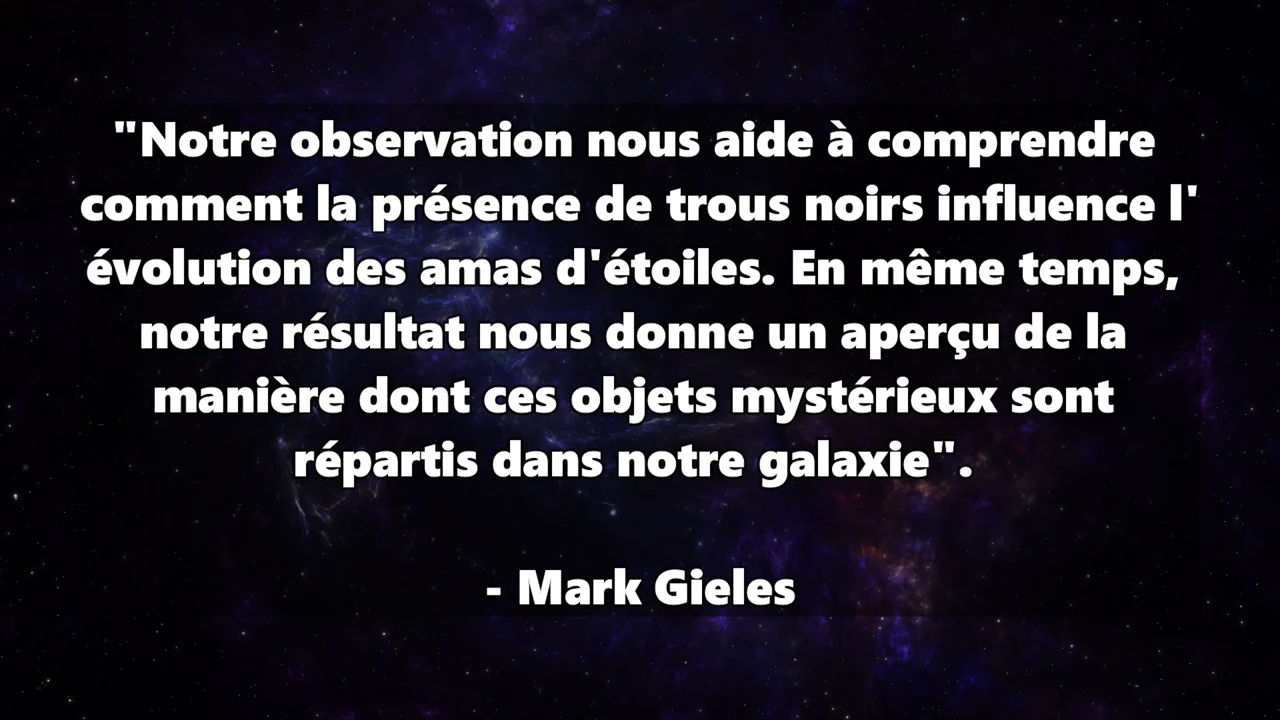 "Notre observation nous aide à comprendre
comment la présence de trous noirs influence l'
évolution des amas d'étoiles. En même temps,
notre résultat nous donne un aperçu de la
manière dont ces objets mystérieux sont
répartis dans notre galaxie".
- Mark Gieles